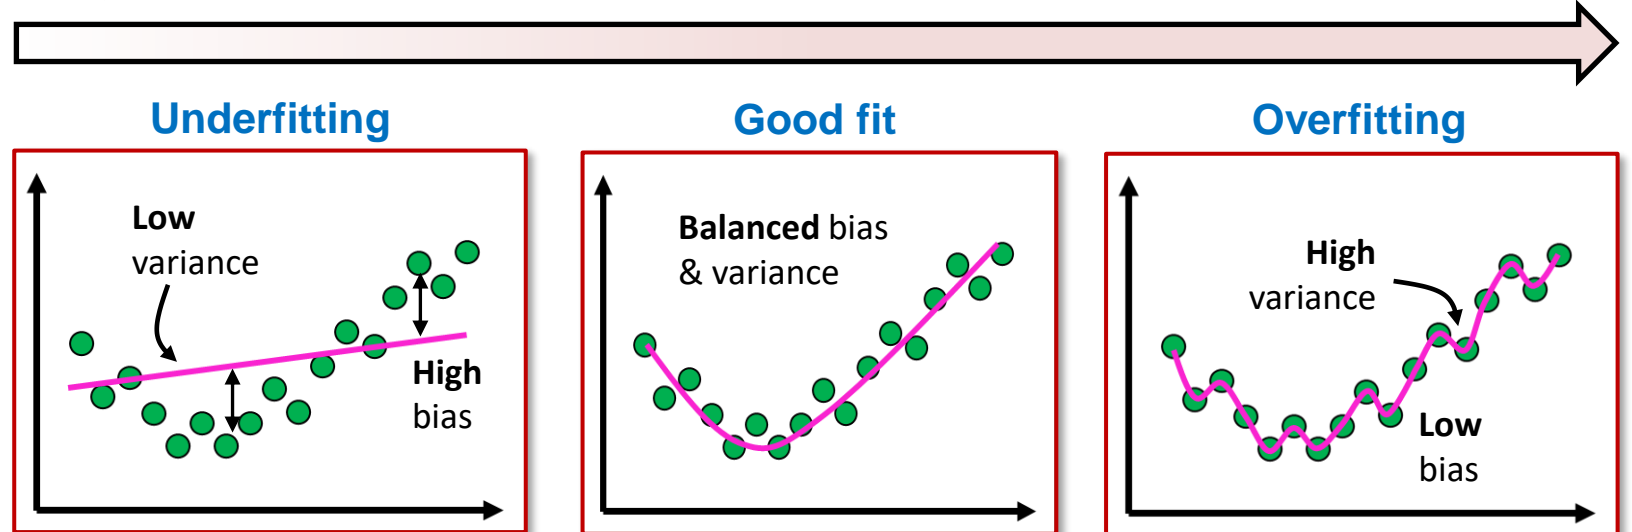 Underfitting
Good fit
Overfitting
Low
variance
High
bias
Balanced bias
& variance
High
variance
Low
bias